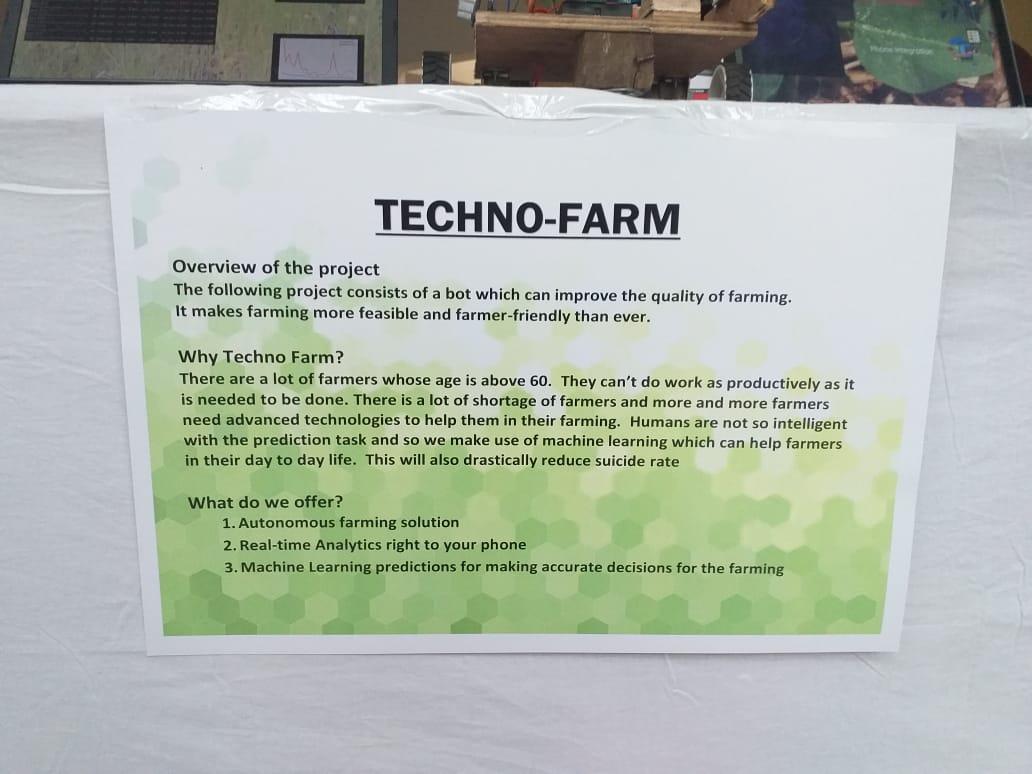 Phone Integration
TECHNO-FARM
Overview of the project
The following project consists of a bot which can improve the quality of farming.
It makes farming more feasible and farmer-friendly than ever.
Why Techno Farm?
There are a lot of farmers whose age is above 60.  They can't do work as productively as it
is needed to be done. There is a lot of shortage of farmers and more and more farmers
need advanced technologies to help them in their farming.  Humans are not so intelligent
with the prediction task and so we make use of machine learning which can help farmers
in their day to day life.  This will also drastically reduce suicide rate
What do we offer?
1. Autonomous farming solution
2. Real-time Analytics right to your phone
3. Machine Learning predictions for making accurate decisions for the farming